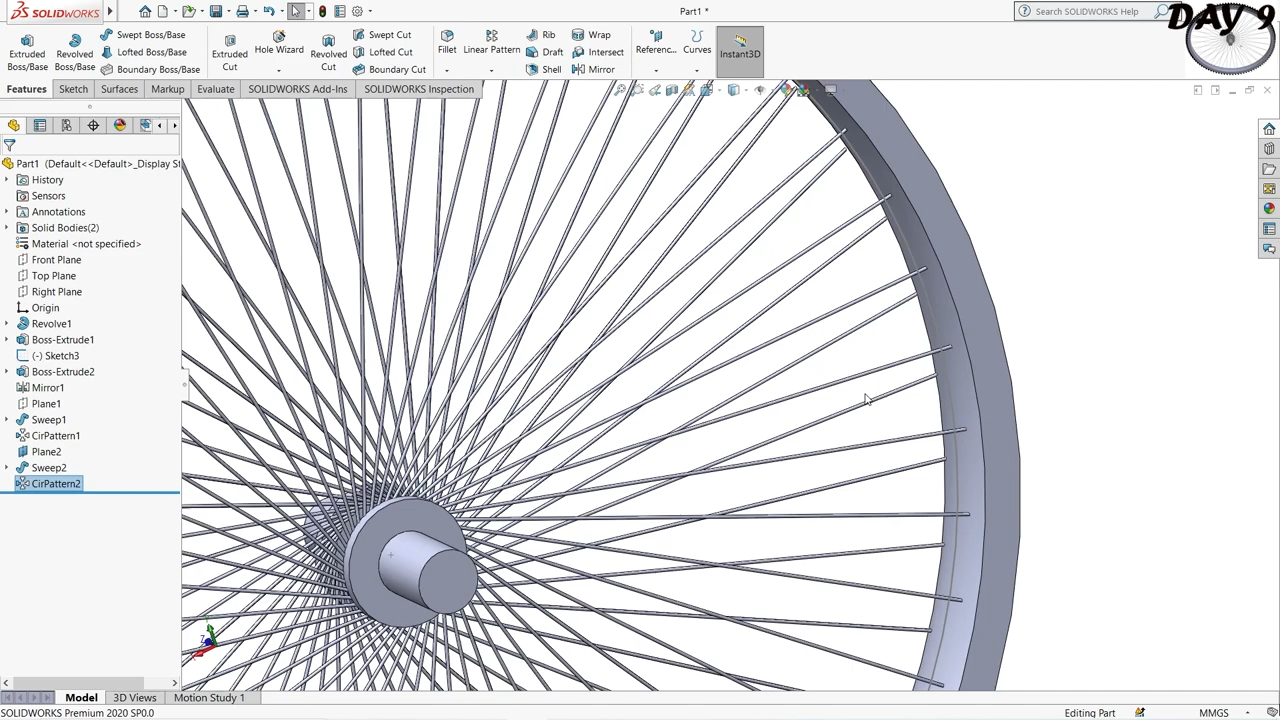 SOLIDWORKS
Part1 *
Search SOLIDWORKS Help
DAY 9
Extruded Boss/Base
Revolved Boss/Base
Swept Boss/Base
Lofted Boss/Base
Boundary Boss/Base
Extruded Cut
Hole Wizard
Revolved Cut
Swept Cut
Lofted Cut
Boundary Cut
Fillet
Linear Pattern
Rib
Draft
Shell
Wrap
Intersect
Mirror
Referenc...
Curves
Instant3D
Features
Sketch
Surfaces
Markup
Evaluate
SOLIDWORKS Add-Ins
SOLIDWORKS Inspection
Part1 (Default<<Default>_Display St
History
Sensors
Annotations
Solid Bodies(2)
Material <not specified>
Front Plane
Top Plane
Right Plane
Origin
Revolve1
Boss-Extrude1
(-) Sketch3
Boss-Extrude2
Mirror1
Plane1
Sweep1
CirPattern1
Plane2
Sweep2
CirPattern2
Z
Model
3D Views
Motion Study 1
SOLIDWORKS Premium 2020 SP0.0
Editing Part
MMGS